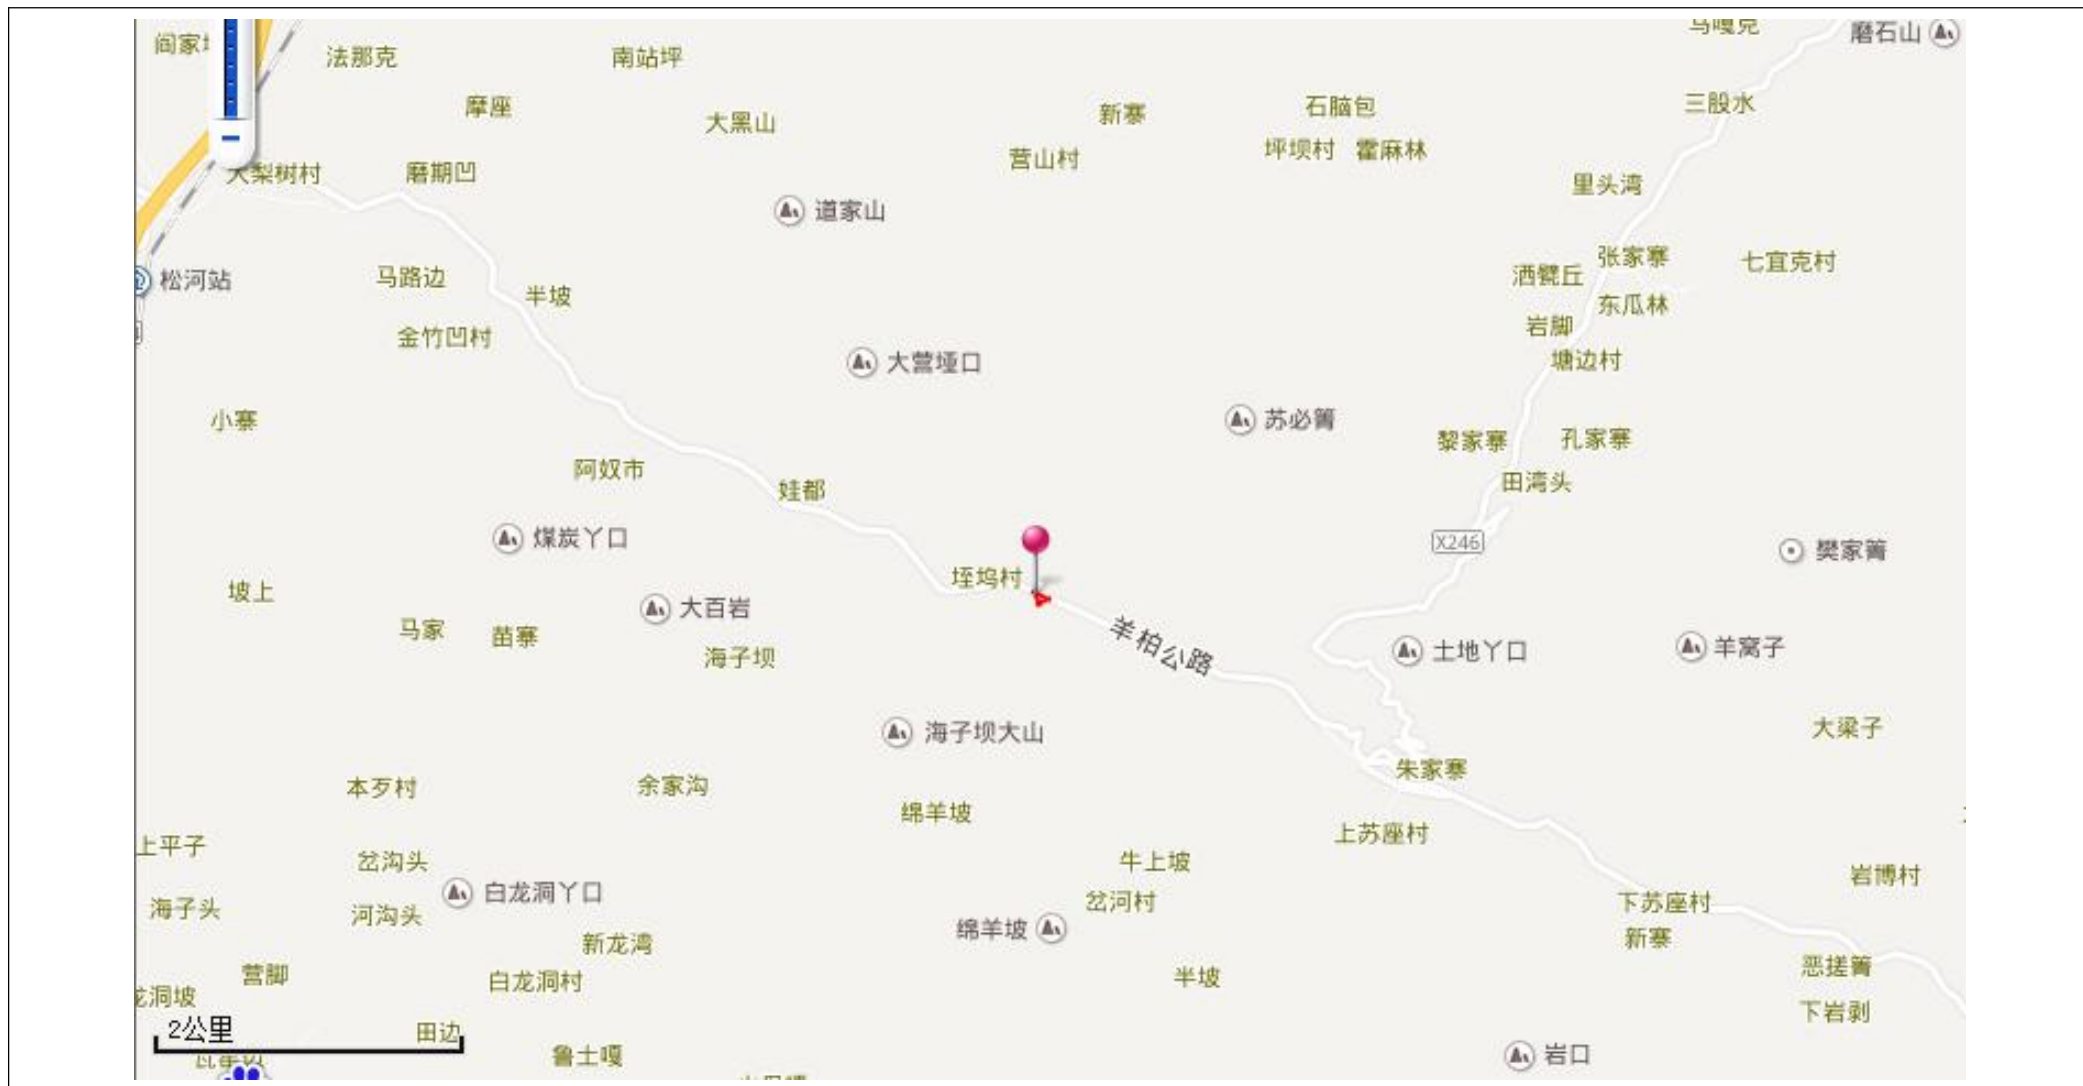 法那克
南站坪
马嘎克
磨石山
摩座
大黑山
新寨
石脑包
三股水
营山村
坪坝村
霍麻林
大梨树村
磨期凹
里头湾
道家山
张家寨
七宜克村
松河站
马路边
半坡
洒甏丘
东瓜林
金竹凹村
岩脚
大营垭口
塘边村
小寨
苏必箐
黎家寨
孔家寨
阿奴市
娃都
田湾头
煤炭丫口
X246
樊家箐
坡上
垤坞村
大百岩
马家
苗寨
海子坝
羊柏公路
土地丫口
羊窝子
海子坝大山
大梁子
朱家寨
本歹村
余家沟
绵羊坡
上苏座村
上平子
岔沟头
牛上坡
岩博村
白龙洞丫口
岔河村
下苏座村
海子头
河沟头
绵羊坡
新龙湾
新寨
营脚
白龙洞村
半坡
恶搓箐
龙洞坡
下岩剥
2公里
田边
鲁土嘎
岩口